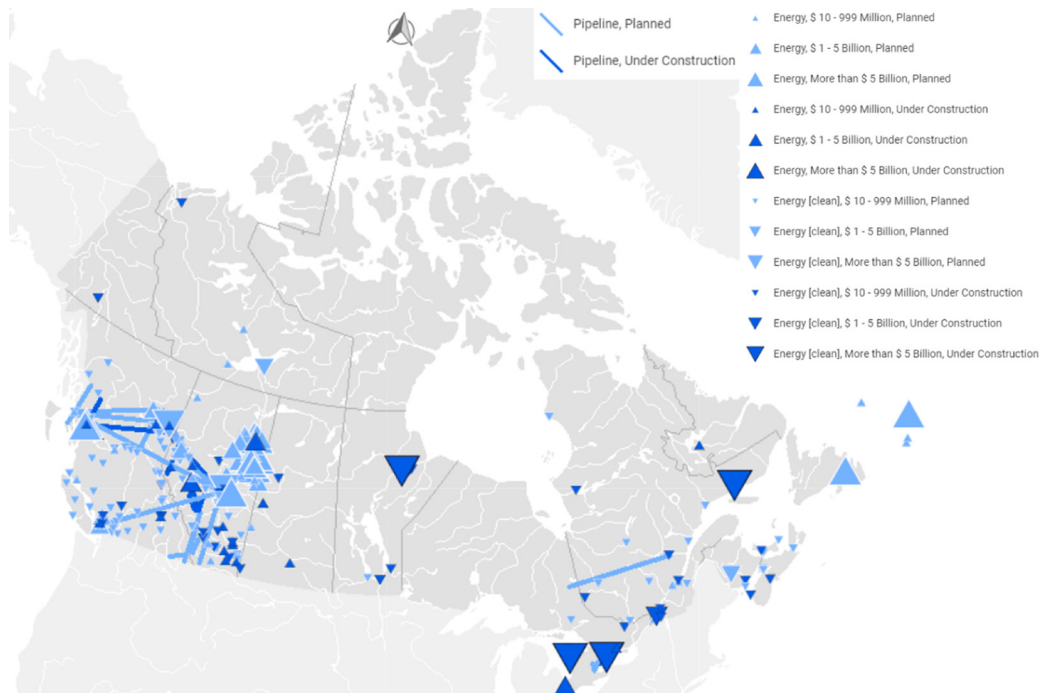 Pipeline, Planned
Pipeline, Under Construction
Energy, $ 10 - 999 Million, Planned
Energy, $ 1 - 5 Billion, Planned
Energy, More than $ 5 Billion, Planned
Energy, $ 10 - 999 Million, Under Construction
Energy, $ 1 - 5 Billion, Under Construction
Energy, More than $ 5 Billion, Under Construction
Energy [clean], $ 10 - 999 Million, Planned
Energy [clean], $ 1 - 5 Billion, Planned
Energy [clean], More than $ 5 Billion, Planned
Energy [clean], $ 10 - 999 Million, Under Construction
Energy [clean], $ 1 - 5 Billion, Under Construction
Energy [clean], More than $ 5 Billion, Under Construction